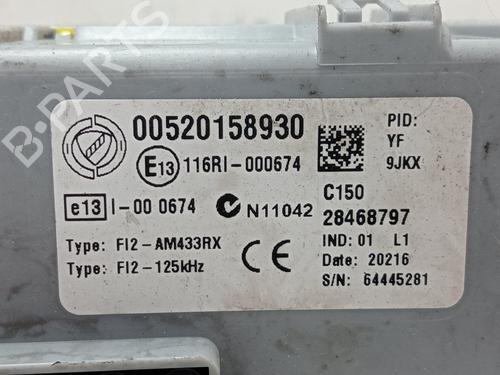 00520158930
PID:
YF
9JKX
E13 116RI-000674
e13 I-00 0674
N11042
C150
28468797
Type: FI2-AM433RX
IND: 01 L1
Type: FI2-125kHz
CE
Date: 20216
S/N: 64445281
B-PARTS